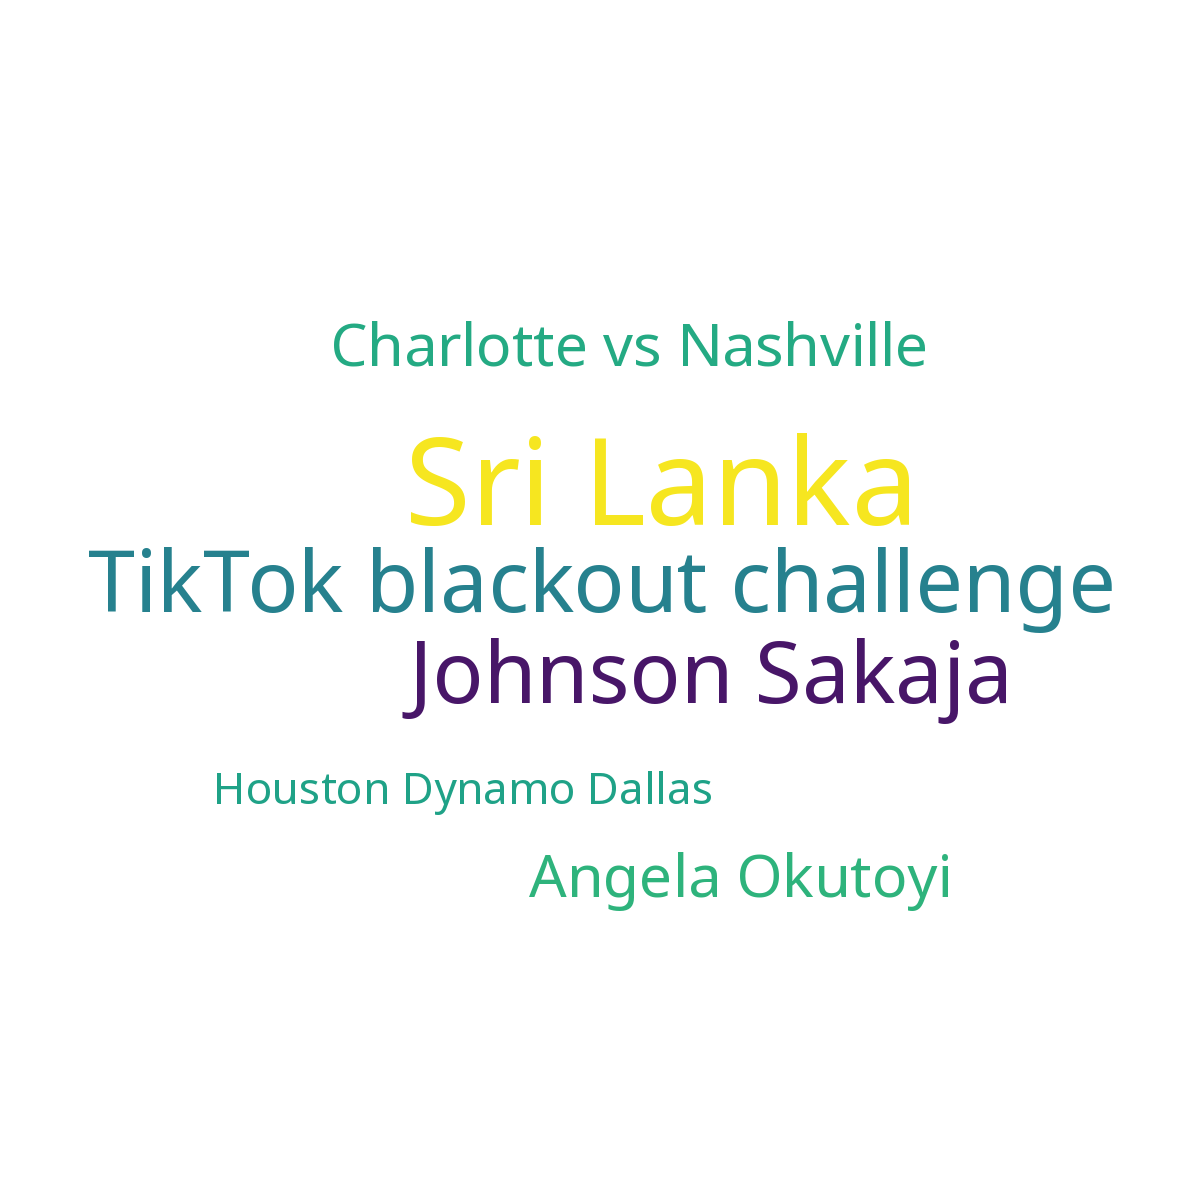 Charlotte vs Nashville
Sri Lanka
TikTok blackout challenge
Johnson Sakaja
Houston Dynamo Dallas
Angela Okutoyi